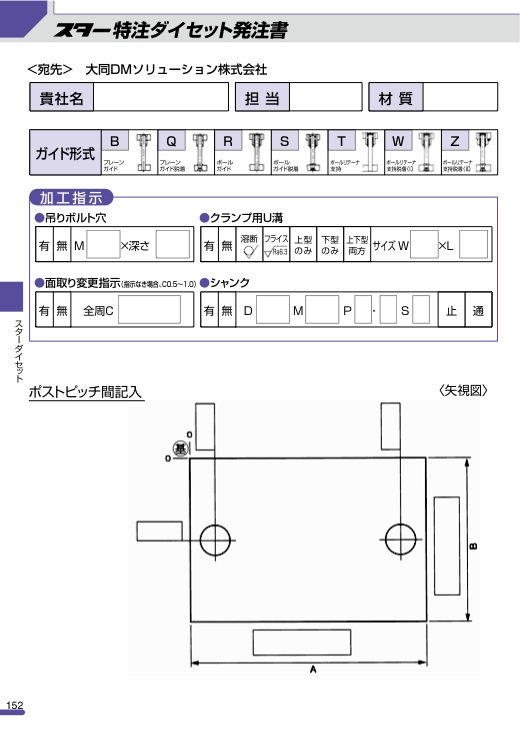 スター特注ダイセット発注書
＜宛先＞ 大同DMソリューション株式会社
貴社名 担当 材質
ガイド形式
B プレーンガイド
Q プレーンガイド脱着
R ボールガイド
S ボールガイド脱着
T ボールリテーナ支持
W ボールリテーナ支持脱着(Ⅰ)
Z ボールリテーナ支持脱着(Ⅱ)
加工指示
●吊りボルト穴
有 無 M ×深さ
●クランプ用U溝
有 無 溶断 フライス Ra6.3 上型のみ 下型のみ 上下型両方 サイズ W ×L
●面取り変更指示(指示なき場合、C0.5〜1.0)
有 無 全周C
●シャンク
有 無 D M P ・ S 止 通
スターダイセット
ポストピッチ間記入
〈矢視図〉
0
基
0
B
A
152